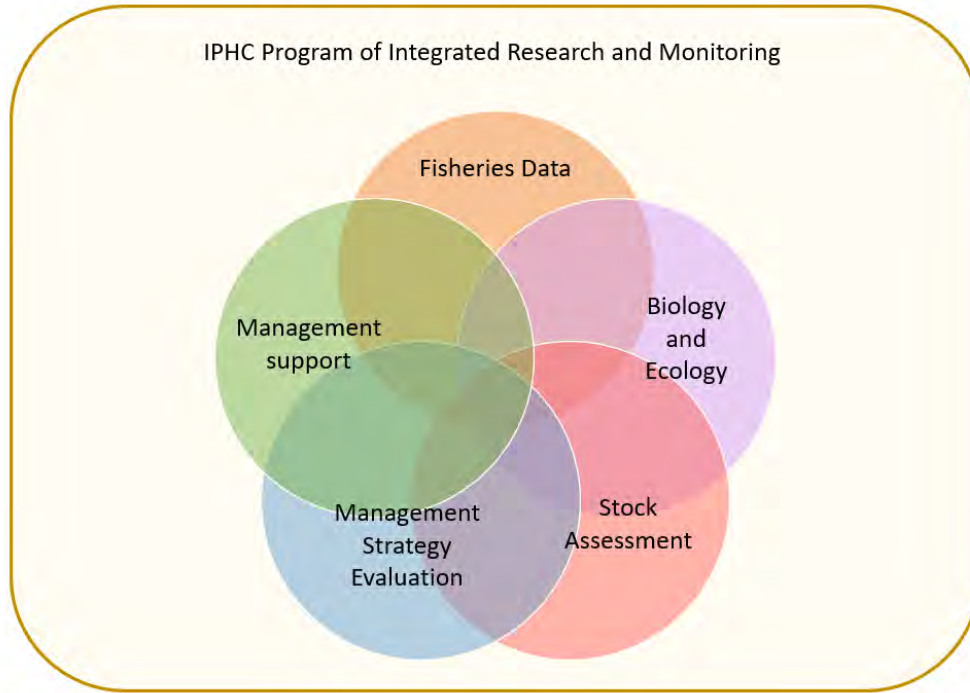 IPHC Program of Integrated Research and Monitoring
Fisheries Data
Biology
and
Ecology
Management
support
Stock
Assessment
Management
Strategy
Evaluation